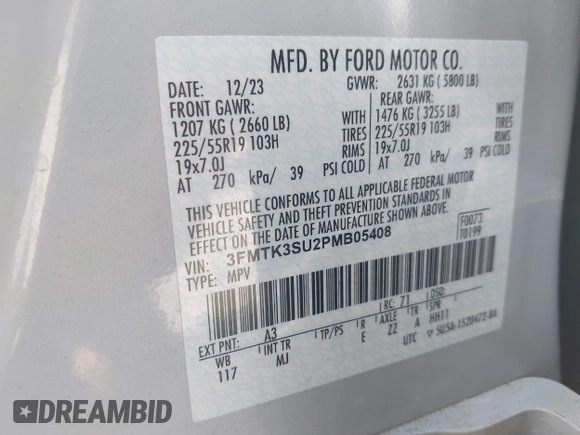 MFD. BY FORD MOTOR CO.
DATE: 12/23 GVWR: 2631 KG ( 5800 LB)
FRONT GAWR: REAR GAWR:
1207 KG ( 2660 LB) WITH 1476 KG ( 3255 LB) WITH
225/55R19 103H TIRES 225/55R19 103H TIRES
19x7.0J RIMS 19x7.0J RIMS
AT 270 kPa/ 39 PSI COLD AT 270 kPa/ 39 PSI COLD
THIS VEHICLE CONFORMS TO ALL APPLICABLE FEDERAL MOTOR
VEHICLE SAFETY AND THEFT PREVENTION STANDARDS IN
EFFECT ON THE DATE OF MANUFACTURE SHOWN ABOVE.
F0073
T0199
VIN: 3FMTK3SU2PMB05408
TYPE: MPV
EXT PNT: A3 RC: 71 DSO:
WB INT TR TP/PS R AXLE TR SPR
117 MJ E ZZ A HH11
UTC ▽ 5U5A-1520472-BA
DREAMBID